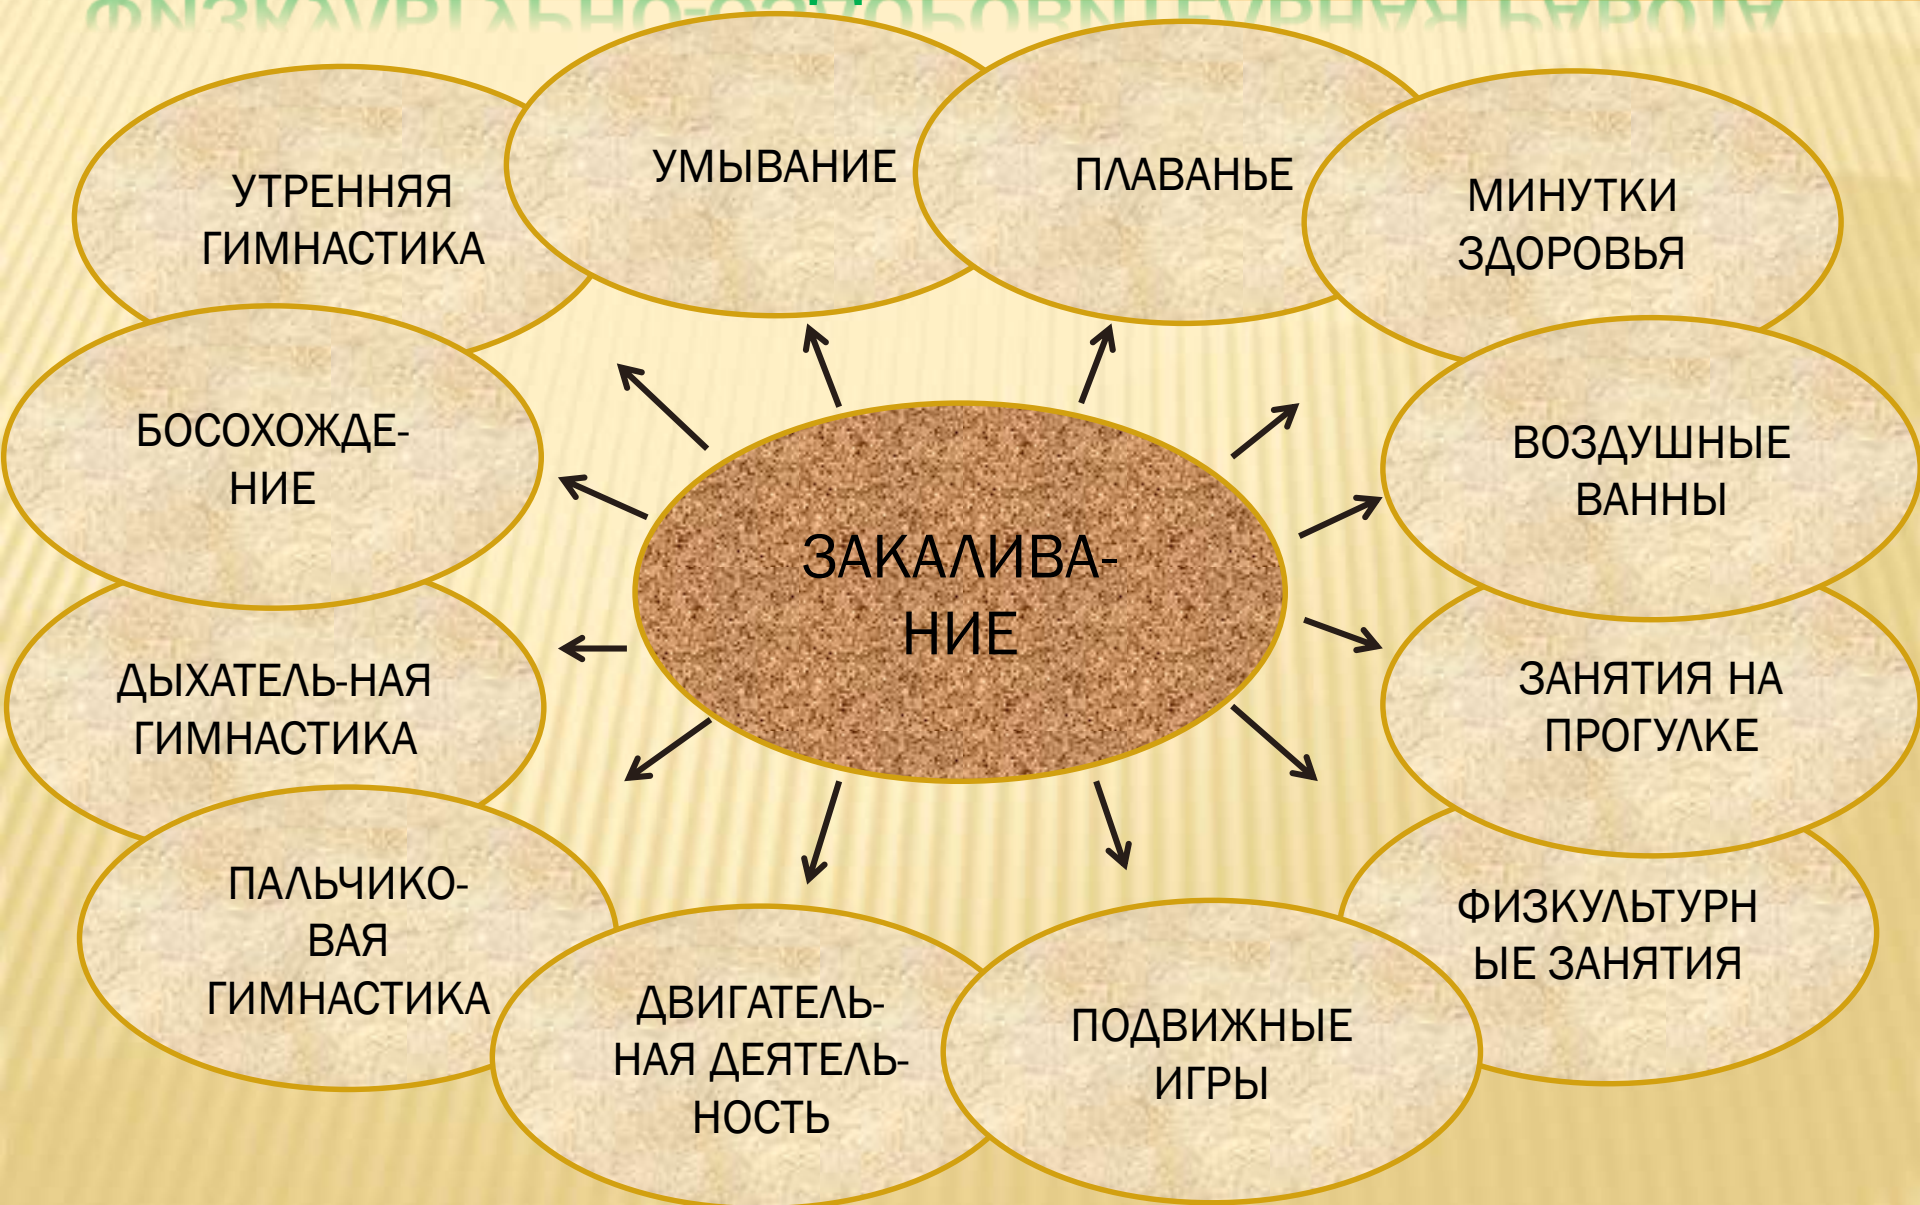 УТРЕННЯЯ
ГИМНАСТИКА
УМЫВАНИЕ
ПЛАВАНЬЕ
МИНУТКИ
ЗДОРОВЬЯ
БОСОХОЖДЕ-
НИЕ
ВОЗДУШНЫЕ
ВАННЫ
ЗАКАЛИВА-
НИЕ
ДЫХАТЕЛЬ-НАЯ
ГИМНАСТИКА
ЗАНЯТИЯ НА
ПРОГУЛКЕ
ПАЛЬЧИКО-
ВАЯ
ГИМНАСТИКА
ФИЗКУЛЬТУРН
ЫЕ ЗАНЯТИЯ
ДВИГАТЕЛЬ-
НАЯ ДЕЯТЕЛЬ-
НОСТЬ
ПОДВИЖНЫЕ
ИГРЫ